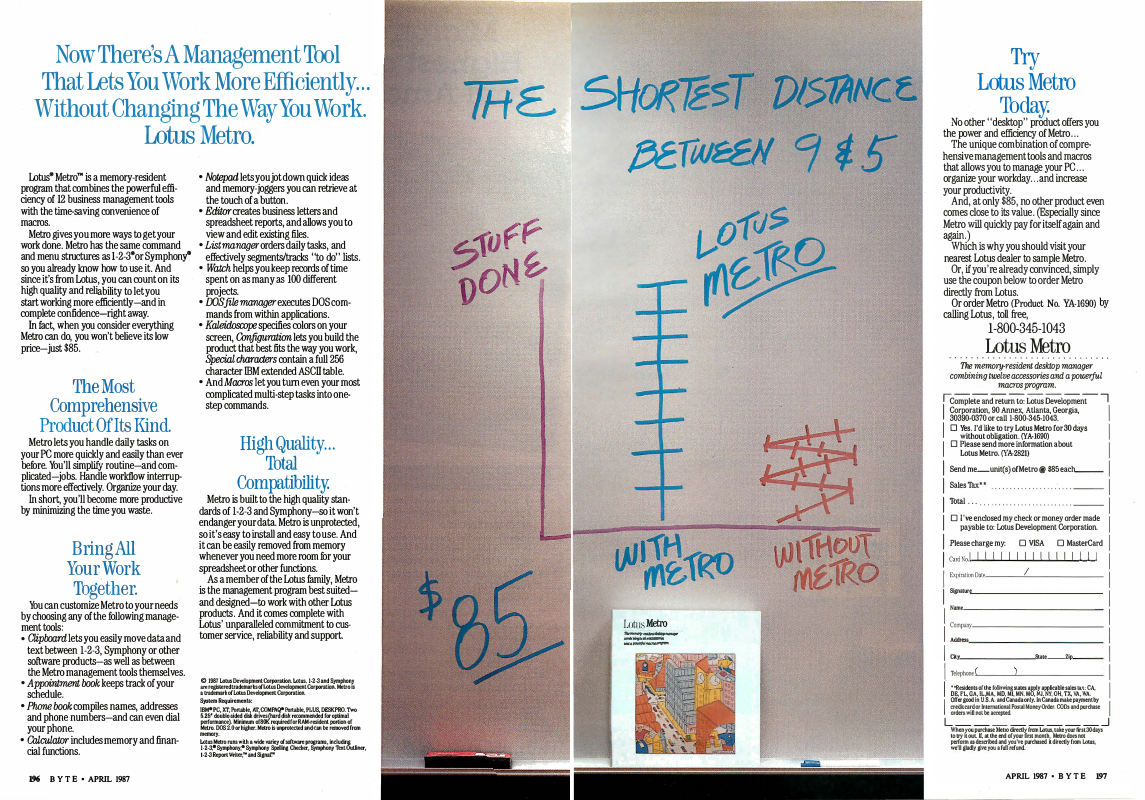 Now There's A Management Tool
That Lets You Work More Efficiently...
Without Changing The Way You Work.
Lotus Metro.
Lotus® Metro™ is a memory-resident
program that combines the powerful effi-
ciency of 12 business management tools
with the time-saving convenience of
macros.
Metro gives you more ways to get your
work done. Metro has the same command
and menu structures as 1-2-3® or Symphony®
so you already know how to use it. And
since it's from Lotus, you can count on its
high quality and reliability to let you
start working more efficiently—and in
complete confidence—right away.
In fact, when you consider everything
Metro can do, you won't believe its low
price—just $85.
The Most
Comprehensive
Product Of Its Kind.
Metro lets you handle daily tasks on
your PC more quickly and easily than ever
before. You'll simplify routine—and com-
plicated—jobs. Handle workflow interrup-
tions more effectively. Organize your day.
In short, you'll become more productive
by minimizing the time you waste.
Bring All
Your Work
Together.
You can customize Metro to your needs
by choosing any of the following manage-
ment tools:
• Clipboard lets you easily move data and
text between 1-2-3, Symphony or other
software products—as well as between
the Metro management tools themselves.
• Appointment book keeps track of your
schedule.
• Phone book compiles names, addresses
and phone numbers—and can even dial
your phone.
• Calculator includes memory and finan-
cial functions.
• Notepad lets you jot down quick ideas
and memory-joggers you can retrieve at
the touch of a button.
• Editor creates business letters and
spreadsheet reports, and allows you to
view and edit existing files.
• List manager orders daily tasks, and
effectively segments/tracks "to do" lists.
• Watch helps you keep records of time
spent on as many as 100 different
projects.
• DOS file manager executes DOS com-
mands from within applications.
• Kaleidoscope specifies colors on your
screen, Configuration lets you build the
product that best fits the way you work,
Special characters contain a full 256
character IBM extended ASCII table.
• And Macros let you turn even your most
complicated multi-step tasks into one-
step commands.
High Quality...
Total
Compatibility.
Metro is built to the high quality stan-
dards of 1-2-3 and Symphony—so it won't
endanger your data. Metro is unprotected,
so it's easy to install and easy to use. And
it can be easily removed from memory
whenever you need more room for your
spreadsheet or other functions.
As a member of the Lotus family, Metro
is the management program best suited—
and designed—to work with other Lotus
products. And it comes complete with
Lotus' unparalleled commitment to cus-
tomer service, reliability and support.
© 1987 Lotus Development Corporation. Lotus, 1-2-3 and Symphony
are registered trademarks of Lotus Development Corporation. Metro is
a trademark of Lotus Development Corporation.
System Requirements:
IBM® PC, XT, Portable, AT, COMPAQ® Portable, PLUS, DESKPRO. Two
5.25" double-sided disk drives (hard disk recommended for optimal
performance). Minimum of 80K required for RAM-resident portion of
Metro. DOS 2.0 or higher. Metro is unprotected and can be removed from
memory.
Lotus Metro runs with a wide variety of software programs, including
1-2-3,® Symphony,® Symphony Spelling Checker, Symphony Text Outliner,
1-2-3 Report Writer,™ and Signal.™
196 BYTE • APRIL 1987
THE SHORTEST DISTANCE
BETWEEN 9 & 5
STUFF
DONE
LOTUS
METRO
WITH
METRO
WITHOUT
METRO
$85
Lotus Metro
Try
Lotus Metro
Today.
No other "desktop" product offers you
the power and efficiency of Metro...
The unique combination of compre-
hensive management tools and macros
that allows you to manage your PC...
organize your workday...and increase
your productivity.
And, at only $85, no other product even
comes close to its value. (Especially since
Metro will quickly pay for itself again and
again.)
Which is why you should visit your
nearest Lotus dealer to sample Metro.
Or, if you're already convinced, simply
use the coupon below to order Metro
directly from Lotus.
Or order Metro (Product No. YA-1690) by
calling Lotus, toll free,
1-800-345-1043
Lotus Metro
The memory-resident desktop manager
combining twelve accessories and a powerful
macros program.
Complete and return to: Lotus Development
Corporation, 90 Annex, Atlanta, Georgia,
30390-0370 or call 1-800-345-1043.
Yes. I'd like to try Lotus Metro for 30 days
without obligation. (YA-1690)
Please send more information about
Lotus Metro. (YA-2821)
Send me unit(s) of Metro @ $85 each
Sales Tax**
Total
I've enclosed my check or money order made
payable to: Lotus Development Corporation.
Please charge my: VISA MasterCard
Card No.
Expiration Date /
Signature
Name
Company
Address
City State Zip
Telephone ( )
**Residents of the following states apply applicable sales tax: CA,
DE, FL, GA, IL, MA, MD, MI, MN, MO, NJ, NY, OH, TX, VA, WA.
Offer good in U.S.A. and Canada only. In Canada make payment by
credit card or International Postal Money Order. CODs and purchase
orders will not be accepted.
When you purchase Metro directly from Lotus, take your first 30 days
to try it out. If, at the end of your first month, Metro does not
perform as described and you've purchased it directly from Lotus,
we'll gladly give you a full refund.
APRIL 1987 • BYTE 197